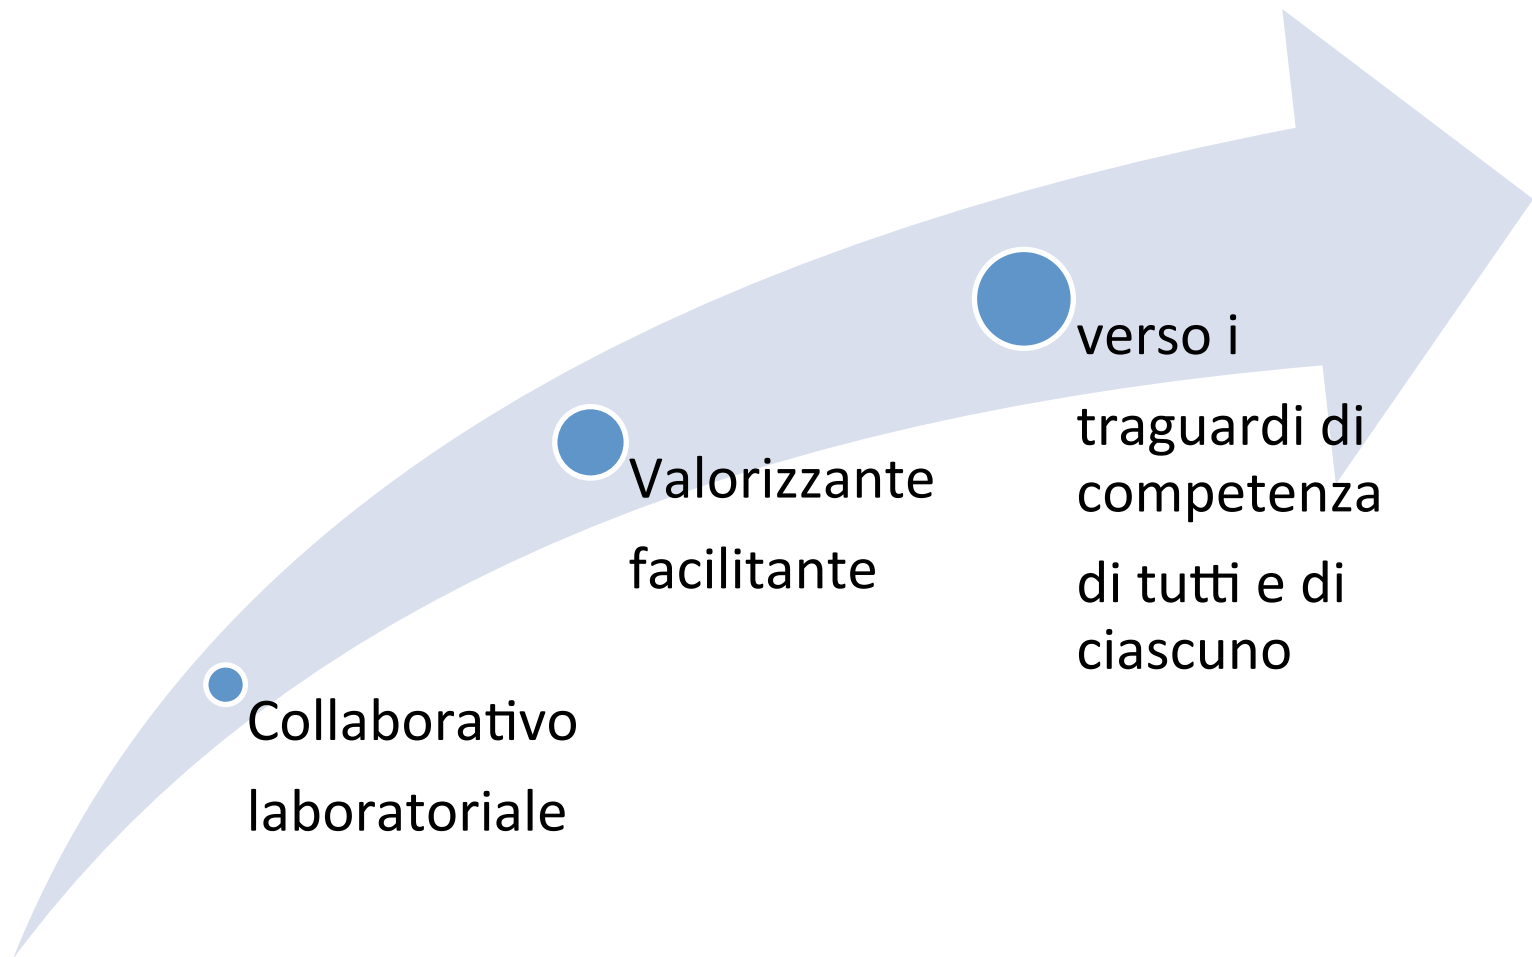 Collaborativo
laboratoriale
Valorizzante
facilitante
verso i
traguardi di
competenza
di tutti e di
ciascuno